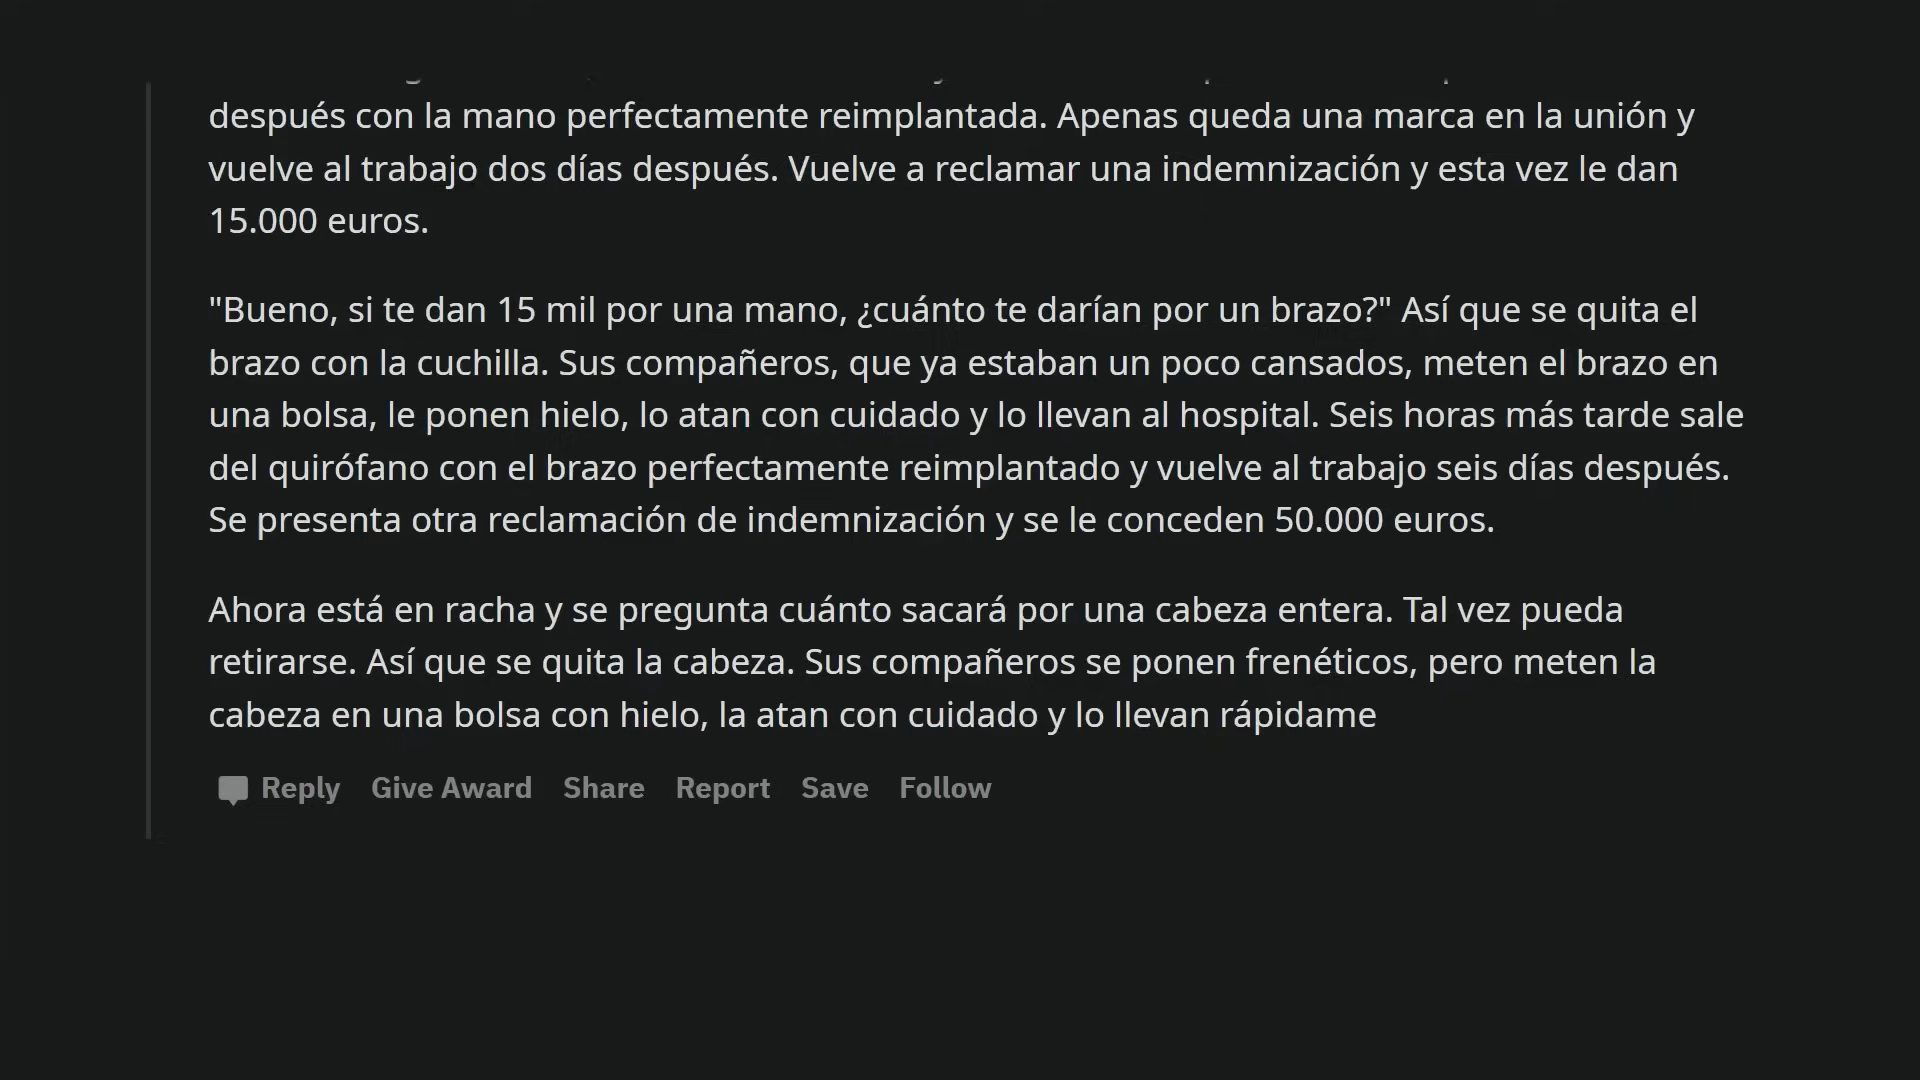 después con la mano perfectamente reimplantada. Apenas queda una marca en la unión y
vuelve al trabajo dos días después. Vuelve a reclamar una indemnización y esta vez le dan
15.000 euros.
"Bueno, si te dan 15 mil por una mano, ¿cuánto te darían por un brazo?" Así que se quita el
brazo con la cuchilla. Sus compañeros, que ya estaban un poco cansados, meten el brazo en
una bolsa, le ponen hielo, lo atan con cuidado y lo llevan al hospital. Seis horas más tarde sale
del quirófano con el brazo perfectamente reimplantado y vuelve al trabajo seis días después.
Se presenta otra reclamación de indemnización y se le conceden 50.000 euros.
Ahora está en racha y se pregunta cuánto sacará por una cabeza entera. Tal vez pueda
retirarse. Así que se quita la cabeza. Sus compañeros se ponen frenéticos, pero meten la
cabeza en una bolsa con hielo, la atan con cuidado y lo llevan rápidame
Reply Give Award Share Report Save Follow